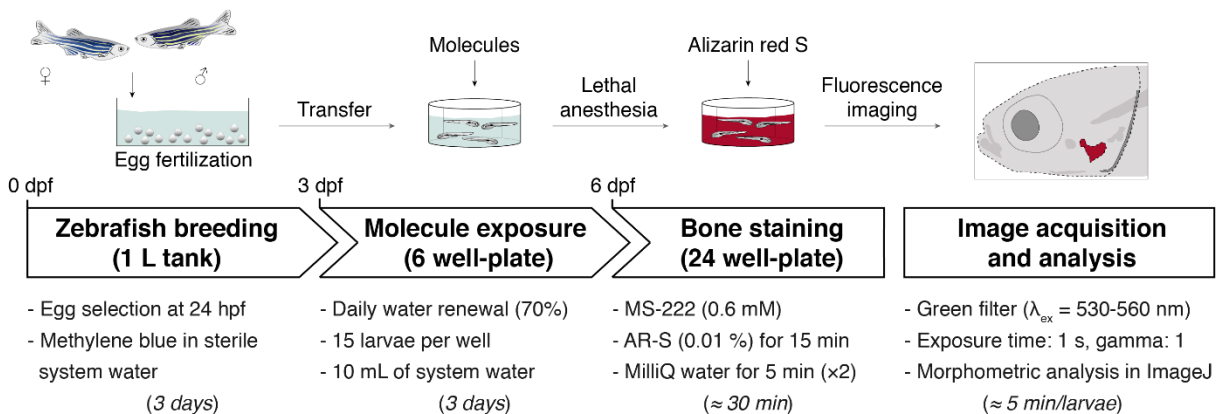 ♀
♂
Egg fertilization
Transfer
Molecules
Lethal
anesthesia
Alizarin red S
Fluorescence
imaging
0 dpf
3 dpf
6 dpf
Zebrafish breeding
(1 L tank)
- Egg selection at 24 hpf
- Methylene blue in sterile
system water
(3 days)
Molecule exposure
(6 well-plate)
- Daily water renewal (70%)
- 15 larvae per well
- 10 mL of system water
(3 days)
Bone staining
(24 well-plate)
- MS-222 (0.6 mM)
- AR-S (0.01 %) for 15 min
- MilliQ water for 5 min (×2)
(≈ 30 min)
Image acquisition
and analysis
- Green filter (λex = 530-560 nm)
- Exposure time: 1 s, gamma: 1
- Morphometric analysis in ImageJ
(≈ 5 min/larvae)